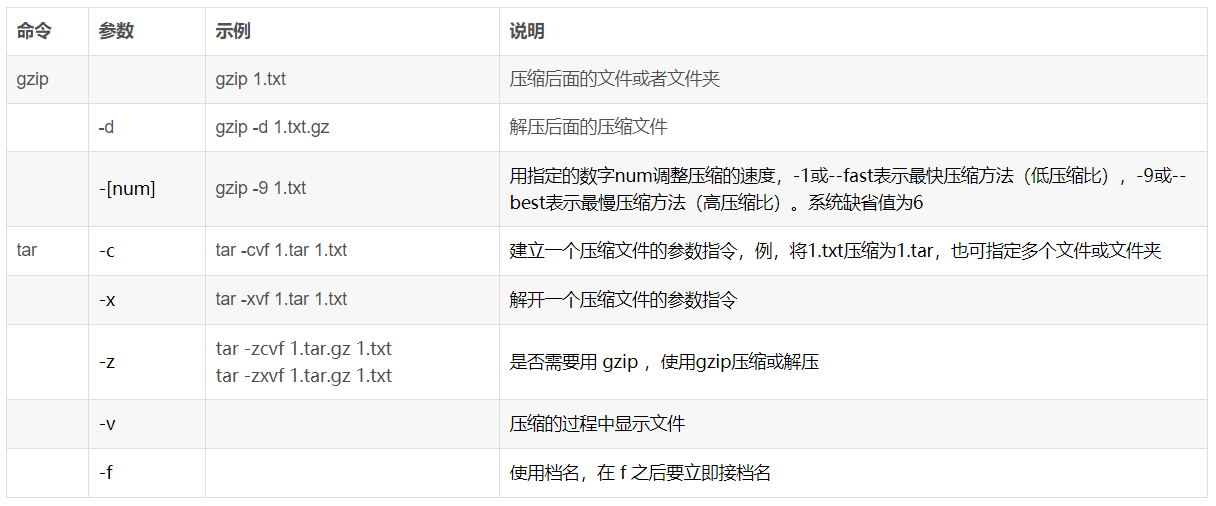 命令 参数 示例 说明
gzip gzip 1.txt 压缩后面的文件或者文件夹
-d gzip -d 1.txt.gz 解压后面的压缩文件
-[num] gzip -9 1.txt 用指定的数字num调整压缩的速度，-1或--fast表示最快压缩方法（低压缩比），-9或--
best表示最慢压缩方法（高压缩比）。系统缺省值为6
tar -c tar -cvf 1.tar 1.txt 建立一个压缩文件的参数指令，例，将1.txt压缩为1.tar，也可指定多个文件或文件夹
-x tar -xvf 1.tar 1.txt 解开一个压缩文件的参数指令
-z tar -zcvf 1.tar.gz 1.txt
tar -zxvf 1.tar.gz 1.txt
是否需要用 gzip ，使用gzip压缩或解压
-v 压缩的过程中显示文件
-f 使用档名，在 f 之后要立即接档名